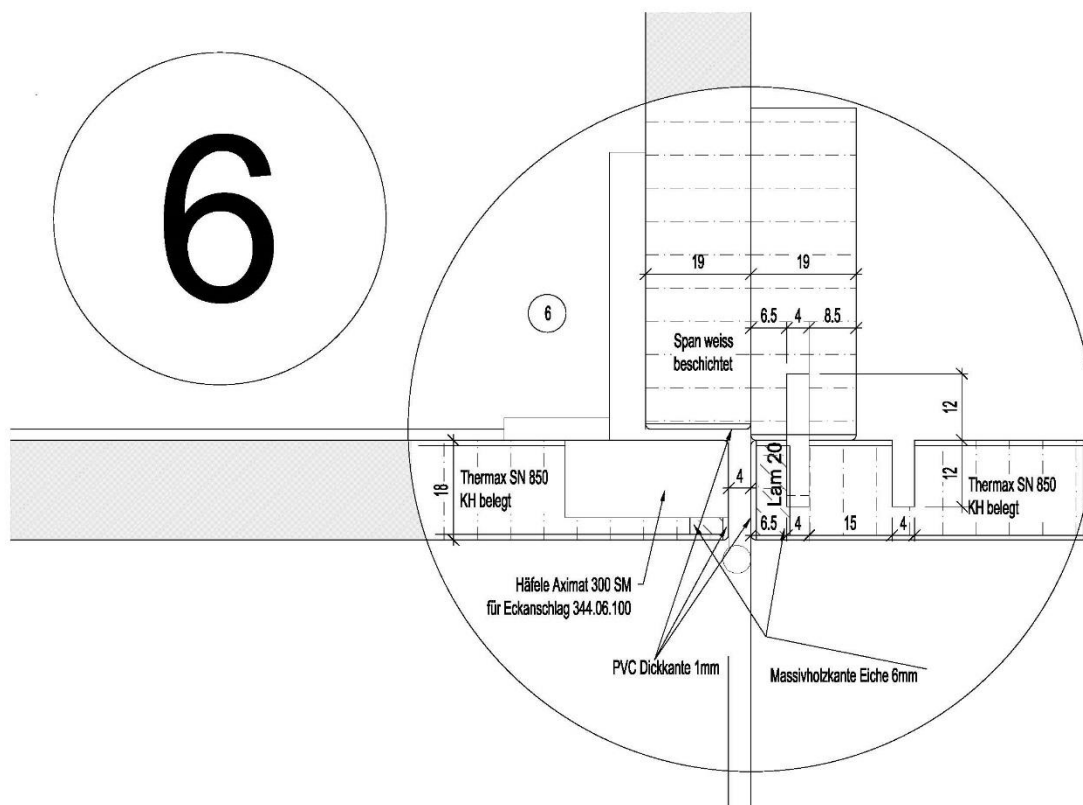 6
19
19
6.5
4
8.5
6
Span weiss
beschichtet
12
12
Lam 20
18
Thermax SN 850
KH belegt
4
Thermax SN 850
KH belegt
6.5
4
15
4
Häfele Aximat 300 SM
für Eckanschlag 344.06.100
PVC Dickkante 1mm
Massivholzkante Eiche 6mm